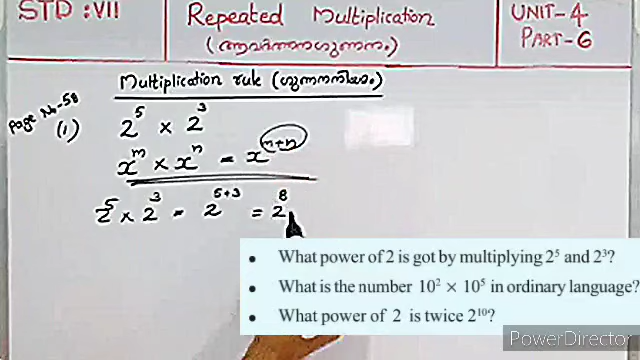 STD : VII
Repeated Multiplication
(ആവർത്തനഗുണനം.)
UNIT-4
PART-6
Multiplication rule (ഗുണനനിയമം.)
Page No-58
(1) 2⁵ × 2³
xᵐ × xⁿ = xᵐ⁺ⁿ
2⁵ × 2³ = 2⁵⁺³ = 2⁸
• What power of 2 is got by multiplying 2⁵ and 2³?
• What is the number 10² × 10⁵ in ordinary language?
• What power of 2 is twice 2¹⁰?
PowerDirector